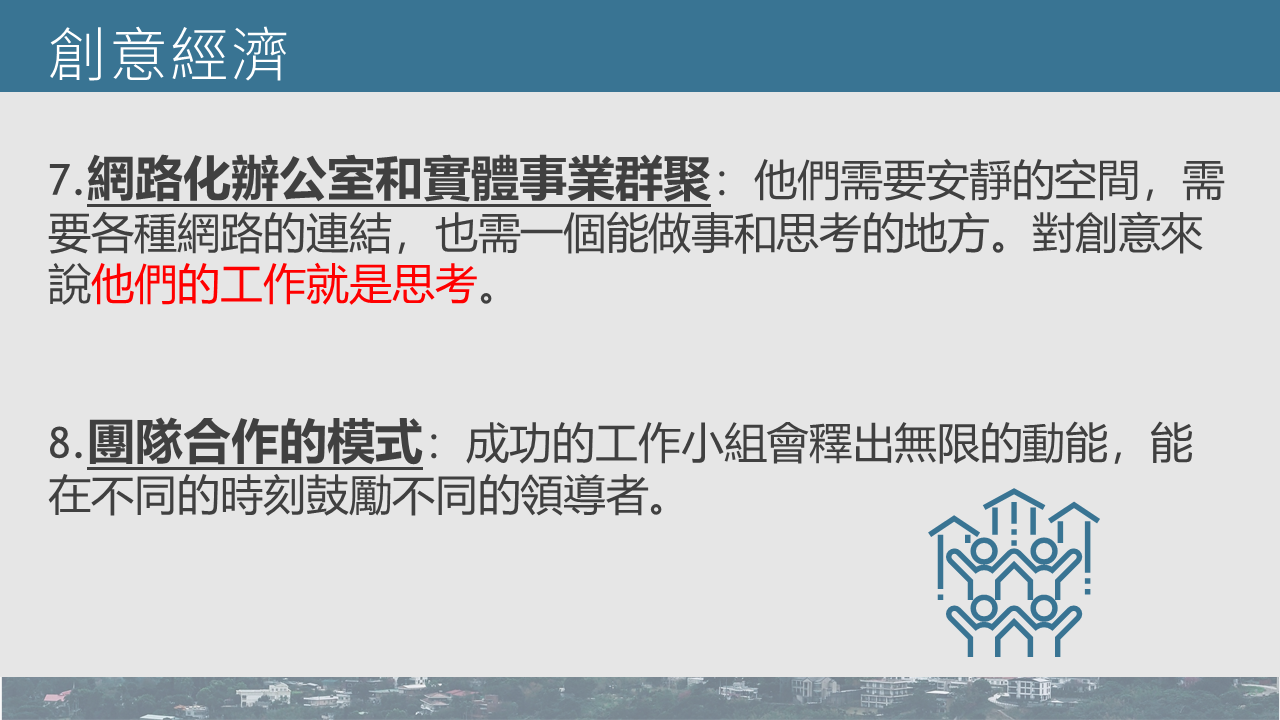 創意經濟
7.網路化辦公室和實體事業群聚：他們需要安靜的空間，需
要各種網路的連結，也需一個能做事和思考的地方。對創意來
說他們的工作就是思考。
8.團隊合作的模式：成功的工作小組會釋出無限的動能，能
在不同的時刻鼓勵不同的領導者。